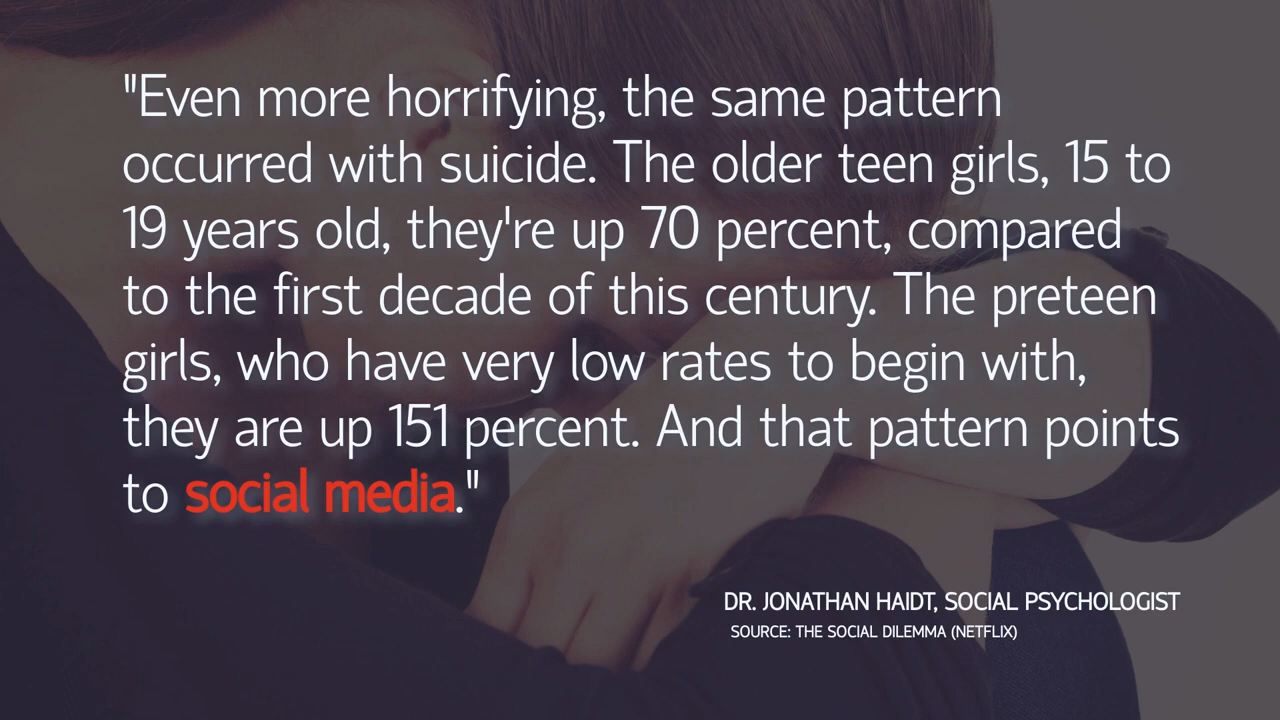 "Even more horrifying, the same pattern
occurred with suicide. The older teen girls, 15 to
19 years old, they're up 70 percent, compared
to the first decade of this century. The preteen
girls, who have very low rates to begin with,
they are up 151 percent. And that pattern points
to social media."
DR. JONATHAN HAIDT, SOCIAL PSYCHOLOGIST
SOURCE: THE SOCIAL DILEMMA (NETFLIX)